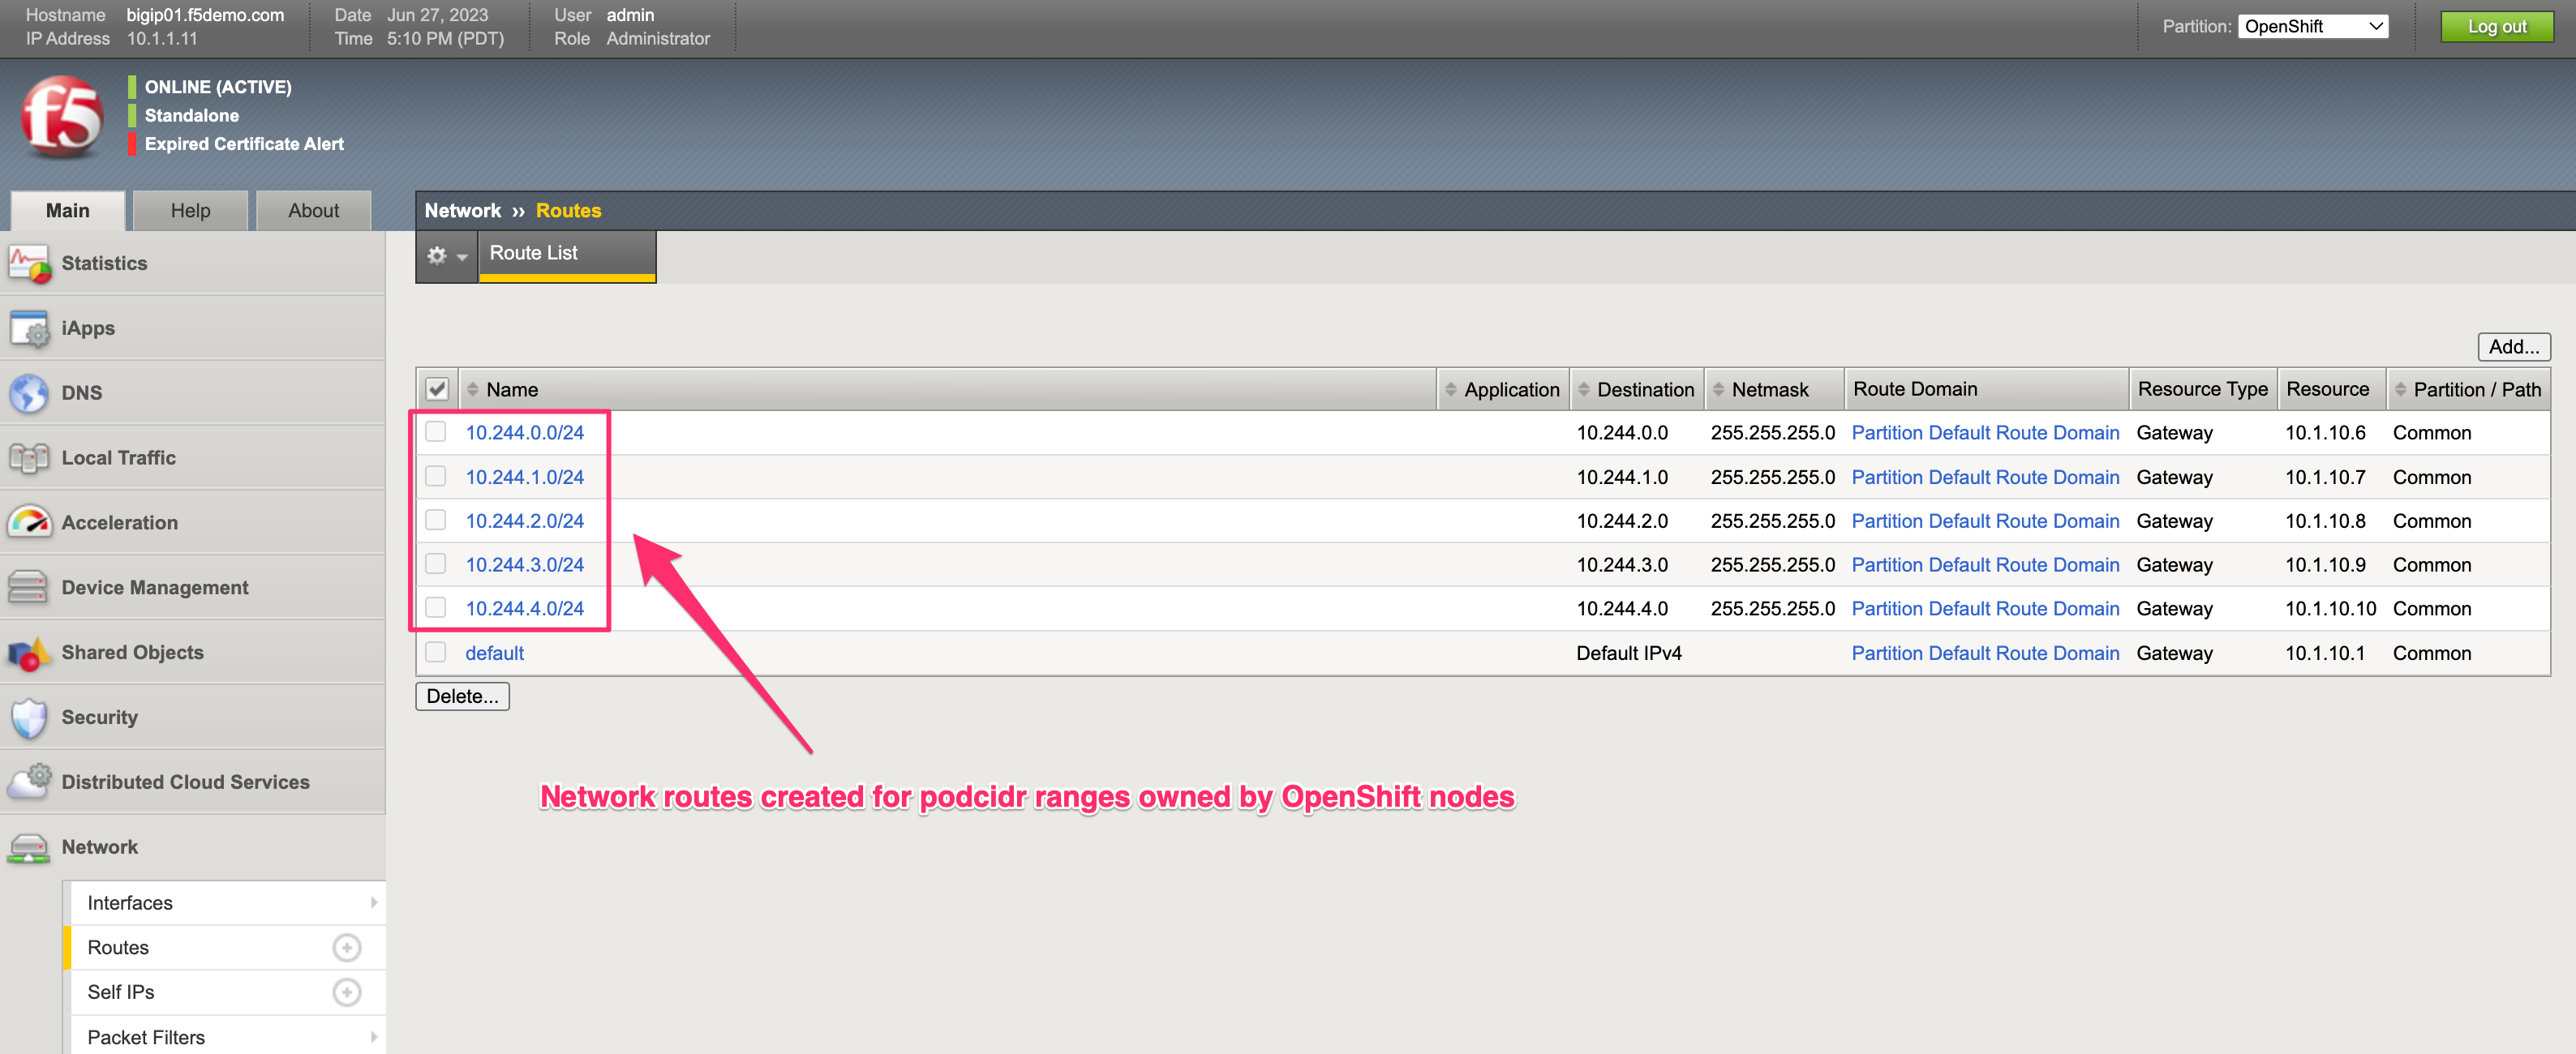 Hostname bigip01.f5demo.com Date Jun 27, 2023 User admin
IP Address 10.1.1.11 Time 5:10 PM (PDT) Role Administrator
Partition: OpenShift Log out
f5
ONLINE (ACTIVE)
Standalone
Expired Certificate Alert
Main Help About
Network » Routes
Route List
Statistics
iApps
DNS
Local Traffic
Acceleration
Device Management
Shared Objects
Security
Distributed Cloud Services
Network
Interfaces
Routes
Self IPs
Packet Filters
Add...
Name Application Destination Netmask Route Domain Resource Type Resource Partition / Path
10.244.0.0/24 10.244.0.0 255.255.255.0 Partition Default Route Domain Gateway 10.1.10.6 Common
10.244.1.0/24 10.244.1.0 255.255.255.0 Partition Default Route Domain Gateway 10.1.10.7 Common
10.244.2.0/24 10.244.2.0 255.255.255.0 Partition Default Route Domain Gateway 10.1.10.8 Common
10.244.3.0/24 10.244.3.0 255.255.255.0 Partition Default Route Domain Gateway 10.1.10.9 Common
10.244.4.0/24 10.244.4.0 255.255.255.0 Partition Default Route Domain Gateway 10.1.10.10 Common
default Default IPv4 Partition Default Route Domain Gateway 10.1.10.1 Common
Delete...
Network routes created for podcidr ranges owned by OpenShift nodes